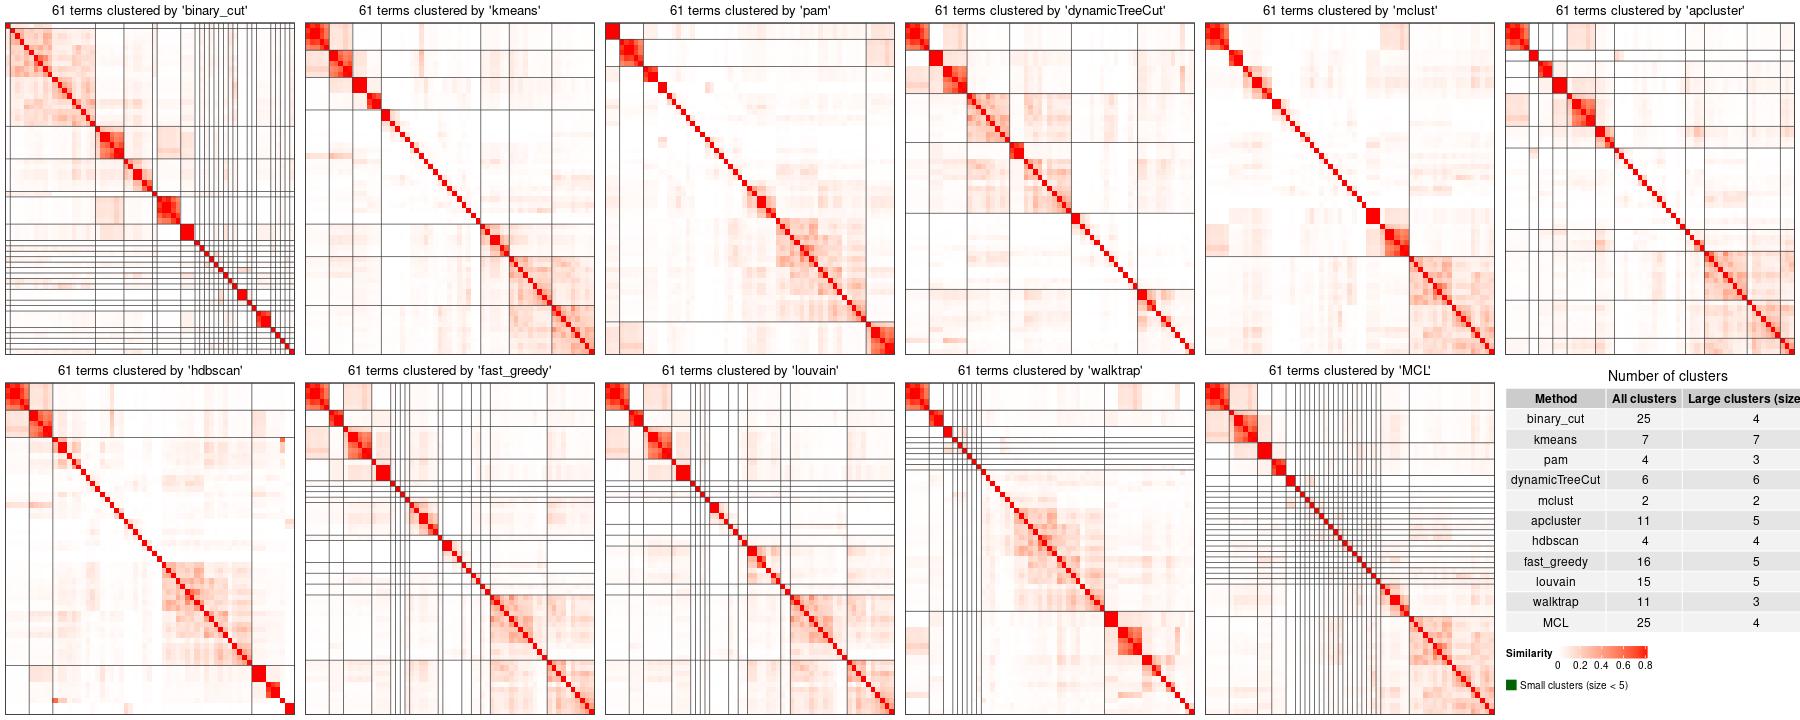 61 terms clustered by 'binary_cut'
61 terms clustered by 'kmeans'
61 terms clustered by 'pam'
61 terms clustered by 'dynamicTreeCut'
61 terms clustered by 'mclust'
61 terms clustered by 'apcluster'
61 terms clustered by 'hdbscan'
61 terms clustered by 'fast_greedy'
61 terms clustered by 'louvain'
61 terms clustered by 'walktrap'
61 terms clustered by 'MCL'
Number of clusters
Method All clusters Large clusters (size
binary_cut 25 4
kmeans 7 7
pam 4 3
dynamicTreeCut 6 6
mclust 2 2
apcluster 11 5
hdbscan 4 4
fast_greedy 16 5
louvain 15 5
walktrap 11 3
MCL 25 4
Similarity
0 0.2 0.4 0.6 0.8
Small clusters (size < 5)